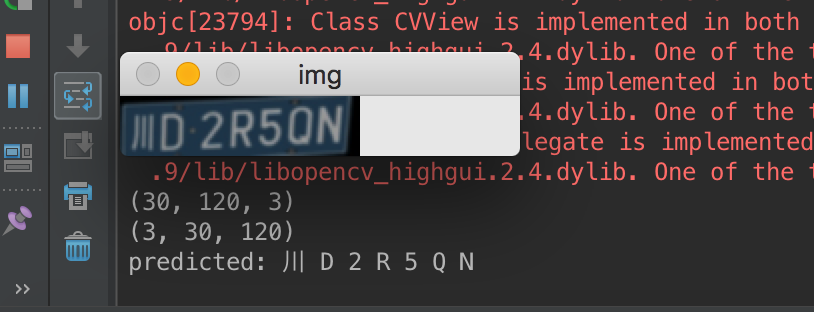 objc[23794]: Class CVView is implemented in both
.9/lib/libopencv_highgui.2.4.dylib. One of the t
img
is implemented in bot
.4.dylib. One of the t
川D·2R5QN
legate is implemented
.9/lib/libopencv_highgui.2.4.dylib. One of the t
(30, 120, 3)
(3, 30, 120)
predicted: 川 D 2 R 5 Q N